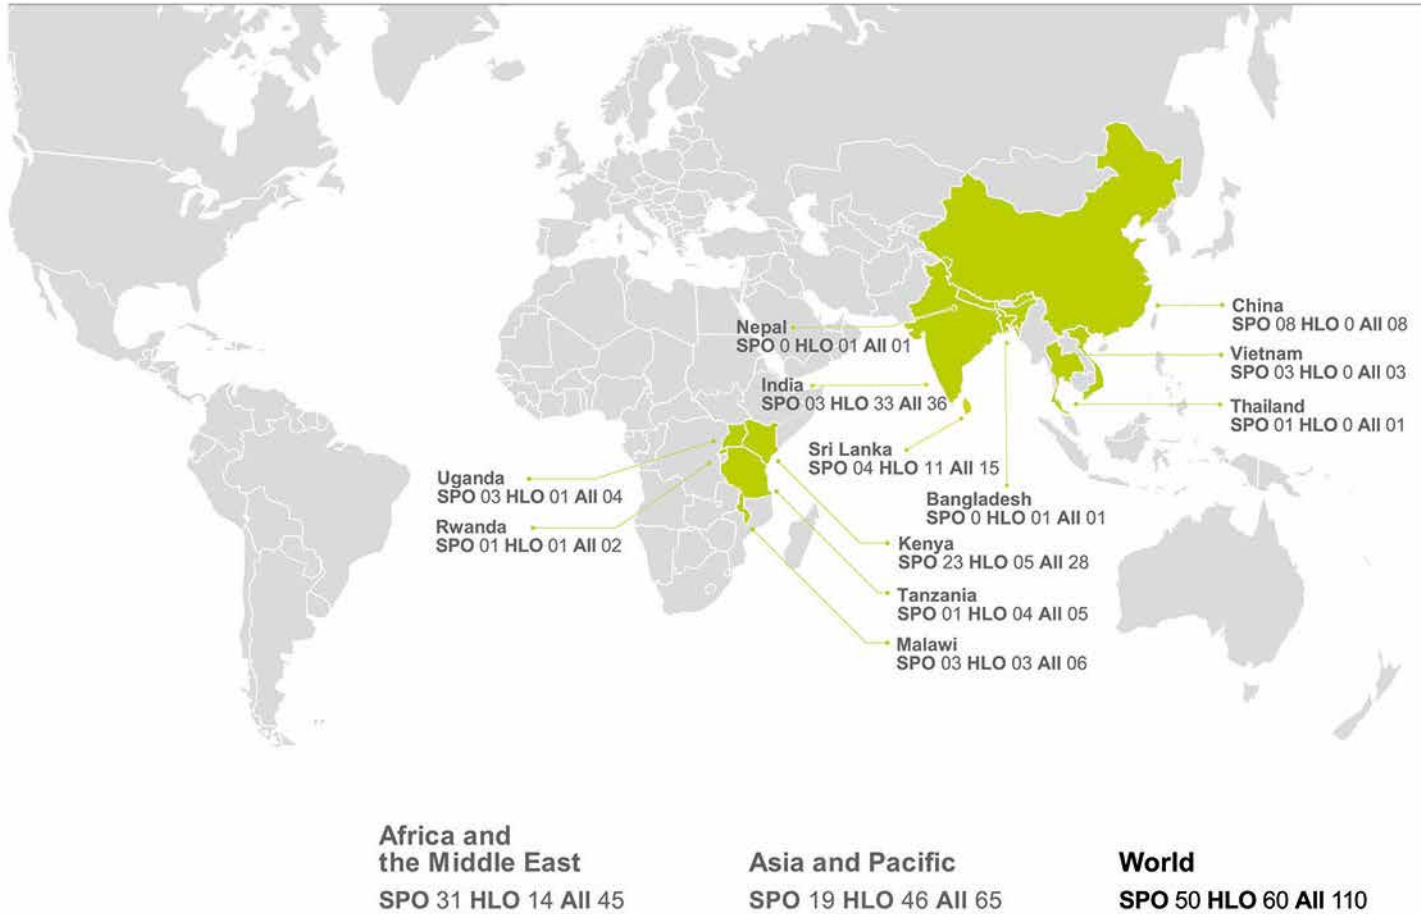 China
SPO 08 HLO 0 All 08
Nepal
SPO 0 HLO 01 All 01
Vietnam
SPO 03 HLO 0 All 03
India
SPO 03 HLO 33 All 36
Thailand
SPO 01 HLO 0 All 01
Sri Lanka
SPO 04 HLO 11 All 15
Uganda
SPO 03 HLO 01 All 04
Bangladesh
SPO 0 HLO 01 All 01
Rwanda
SPO 01 HLO 01 All 02
Kenya
SPO 23 HLO 05 All 28
Tanzania
SPO 01 HLO 04 All 05
Malawi
SPO 03 HLO 03 All 06
Africa and
the Middle East
SPO 31 HLO 14 All 45
Asia and Pacific
SPO 19 HLO 46 All 65
World
SPO 50 HLO 60 All 110